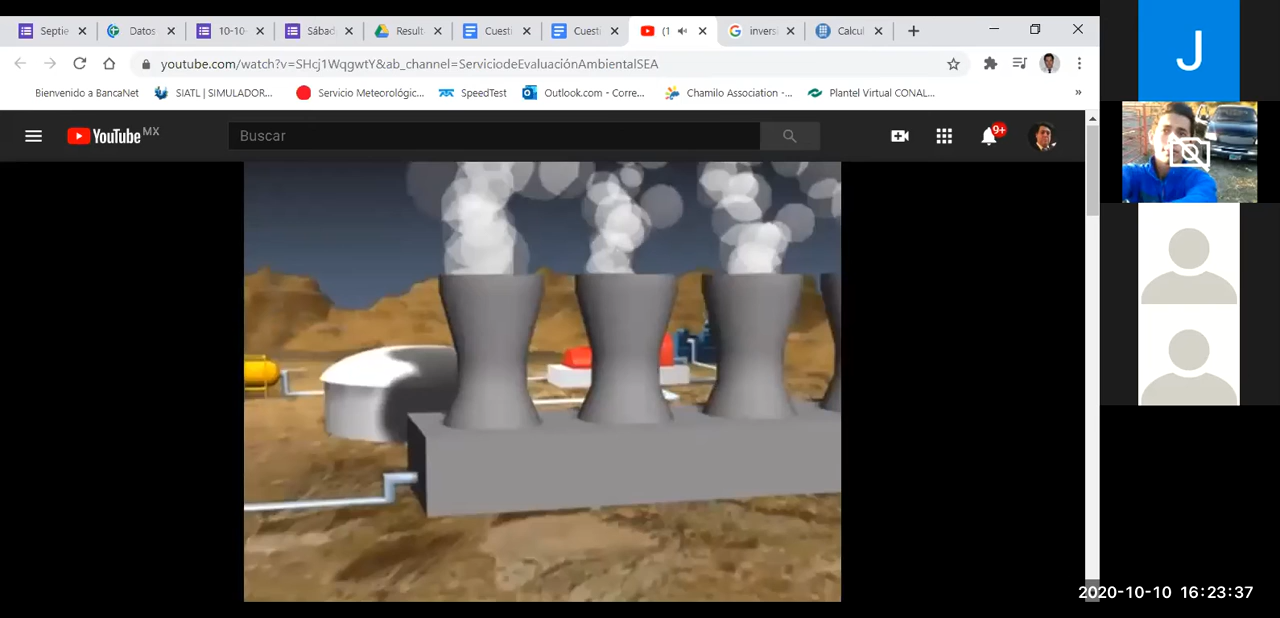 Septie
Datos
10-10-
Sábad
Result
Cuesti
Cuesti
(1
inversi
Calcul
youtube.com/watch?v=SHcj1WqgwtY&ab_channel=ServiciodeEvaluaciónAmbientalSEA
Bienvenido a BancaNet
SIATL | SIMULADOR...
Servicio Meteorológic...
SpeedTest
Outlook.com - Corre...
Chamilo Association -...
Plantel Virtual CONAL...
»
YouTube MX
Buscar
9+
J
2020-10-10 16:23:37